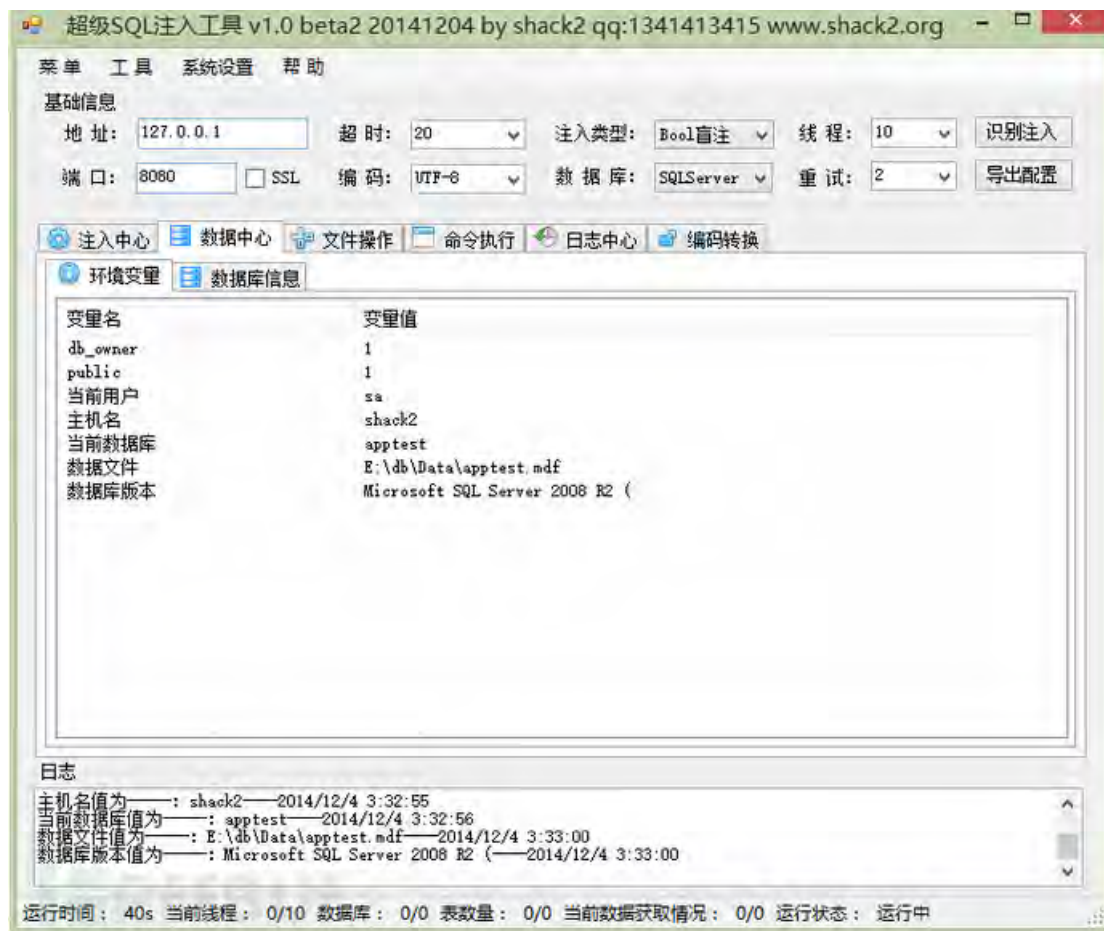 超级SQL注入工具 v1.0 beta2 20141204 by shack2 qq:1341413415 www.shack2.org
菜单 工具 系统设置 帮助
基础信息
地 址: 127.0.0.1 超 时: 20 注入类型: Bool盲注 线 程: 10 识别注入
端 口: 8080 SSL 编 码: UTF-8 数 据 库: SQLServer 重 试: 2 导出配置
注入中心 数据中心 文件操作 命令执行 日志中心 编码转换
环境变量 数据库信息
变量名 变量值
db_owner 1
public 1
当前用户 sa
主机名 shack2
当前数据库 apptest
数据文件 E:\db\Data\apptest.mdf
数据库版本 Microsoft SQL Server 2008 R2 (
日志
主机名值为——: shack2——2014/12/4 3:32:55
当前数据库值为——: apptest——2014/12/4 3:32:56
数据文件值为——: E:\db\Data\apptest.mdf——2014/12/4 3:33:00
数据库版本值为——: Microsoft SQL Server 2008 R2 (——2014/12/4 3:33:00
运行时间: 40s 当前线程: 0/10 数据库: 0/0 表数量: 0/0 当前数据获取情况: 0/0 运行状态: 运行中